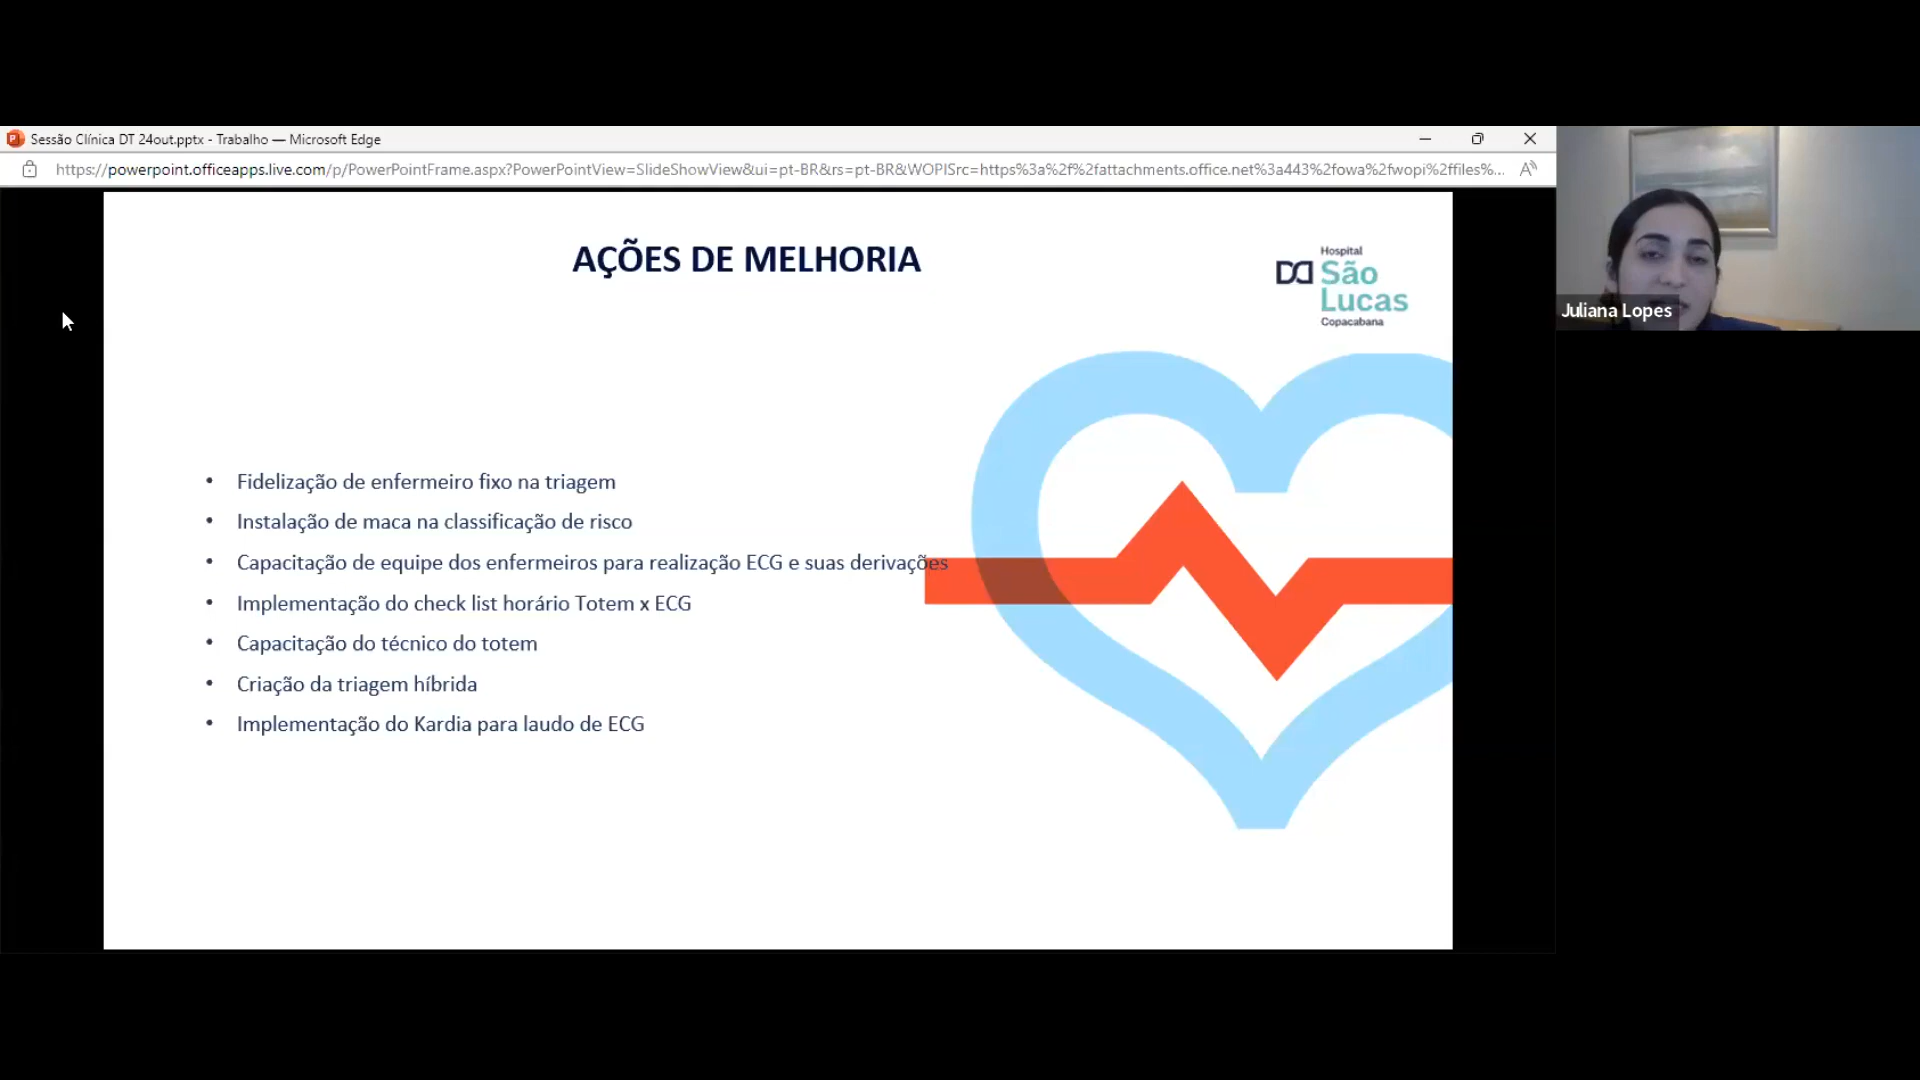 Sessão Clínica DT 24out.pptx - Trabalho — Microsoft Edge
https://powerpoint.officeapps.live.com/p/PowerPointFrame.aspx?PowerPointView=SlideShowView&ui=pt-BR&rs=pt-BR&WOPISrc=https%3a%2f%2fattachments.office.net%3a443%2fowa%2fwopi%2ffiles%...
AÇÕES DE MELHORIA
Hospital
São
Lucas
Copacabana
Juliana Lopes
• Fidelização de enfermeiro fixo na triagem
• Instalação de maca na classificação de risco
• Capacitação de equipe dos enfermeiros para realização ECG e suas derivações
• Implementação do check list horário Totem x ECG
• Capacitação do técnico do totem
• Criação da triagem híbrida
• Implementação do Kardia para laudo de ECG